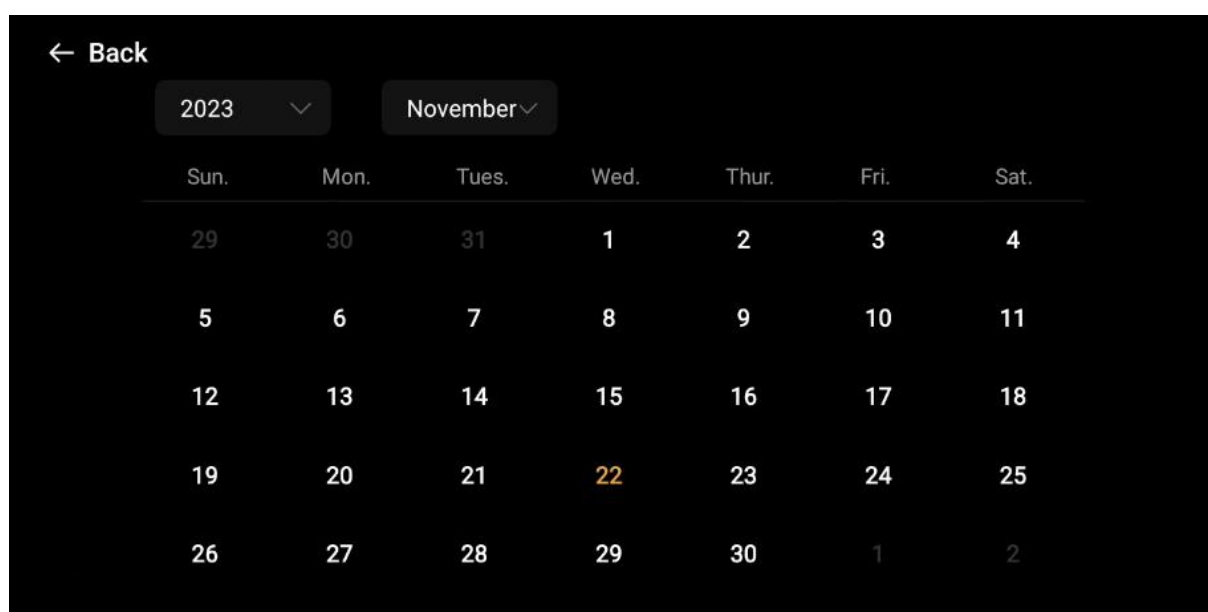 ← Back
2023 November
Sun. Mon. Tues. Wed. Thur. Fri. Sat.
29 30 31 1 2 3 4
5 6 7 8 9 10 11
12 13 14 15 16 17 18
19 20 21 22 23 24 25
26 27 28 29 30 1 2